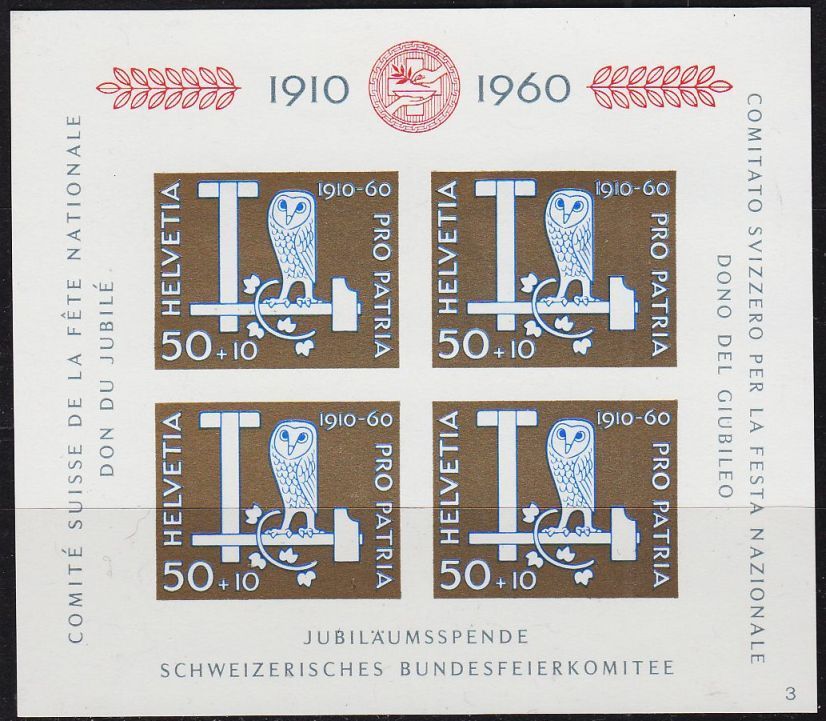 1910 1960
COMITÉ SUISSE DE LA FÊTE NATIONALE
DON DU JUBILÉ
HELVETIA
1910-60
PRO PATRIA
50+10
HELVETIA
1910-60
PRO PATRIA
50+10
HELVETIA
1910-60
PRO PATRIA
50+10
HELVETIA
1910-60
PRO PATRIA
50+10
COMITATO SVIZZERO PER LA FESTA NAZIONALE
DONO DEL GIUBILEO
JUBILÄUMSSPENDE
SCHWEIZERISCHES BUNDESFEIERKOMITEE
3